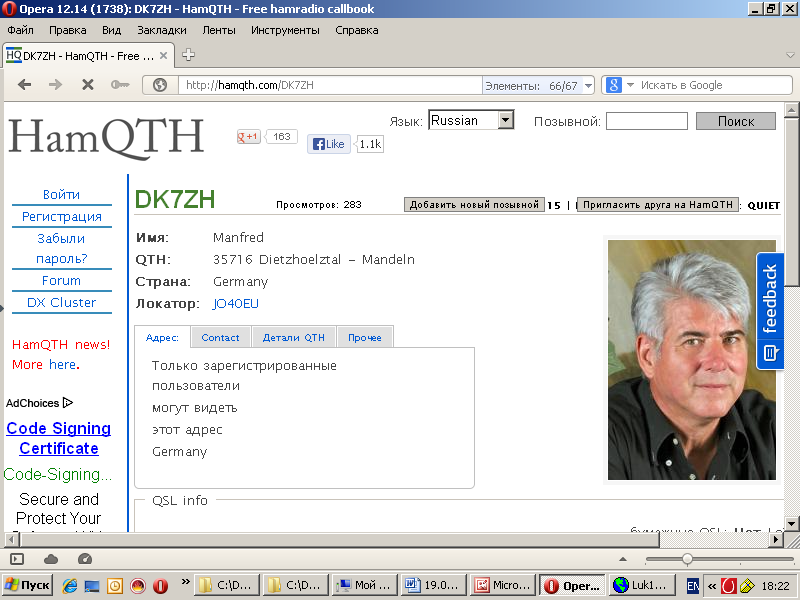 Opera 12.14 (1738): DK7ZH - HamQTH - Free hamradio callbook
Файл Правка Вид Закладки Ленты Инструменты Справка
HQ DK7ZH - HamQTH - Free ...
http://hamqth.com/DK7ZH Элементы: 66/67 Искать в Google
HamQTH
g +1 163
Like 1.1k
Язык: Russian Позывной: Поиск
Войти
Регистрация
Забыли
пароль?
Forum
DX Cluster
HamQTH news!
More here.
AdChoices
Code Signing
Certificate
Code-Signing...
Secure and
Protect Your
DK7ZH Просмотров: 283 Добавить новый позывной 15 | Пригласить друга на HamQTH : QUIET
Имя: Manfred
QTH: 35716 Dietzhoelztal - Mandeln
Страна: Germany
Локатор: JO40EU
Адрес: Contact Детали QTH Прочее
Только зарегистрированные
пользователи
могут видеть
этот адрес
Germany
feedback
QSL info
бумажные QSL: Нет
Пуск » C:\D... C:\D... Мой ... 19.0... Micro... Oper... Luk1... EN « 18:22